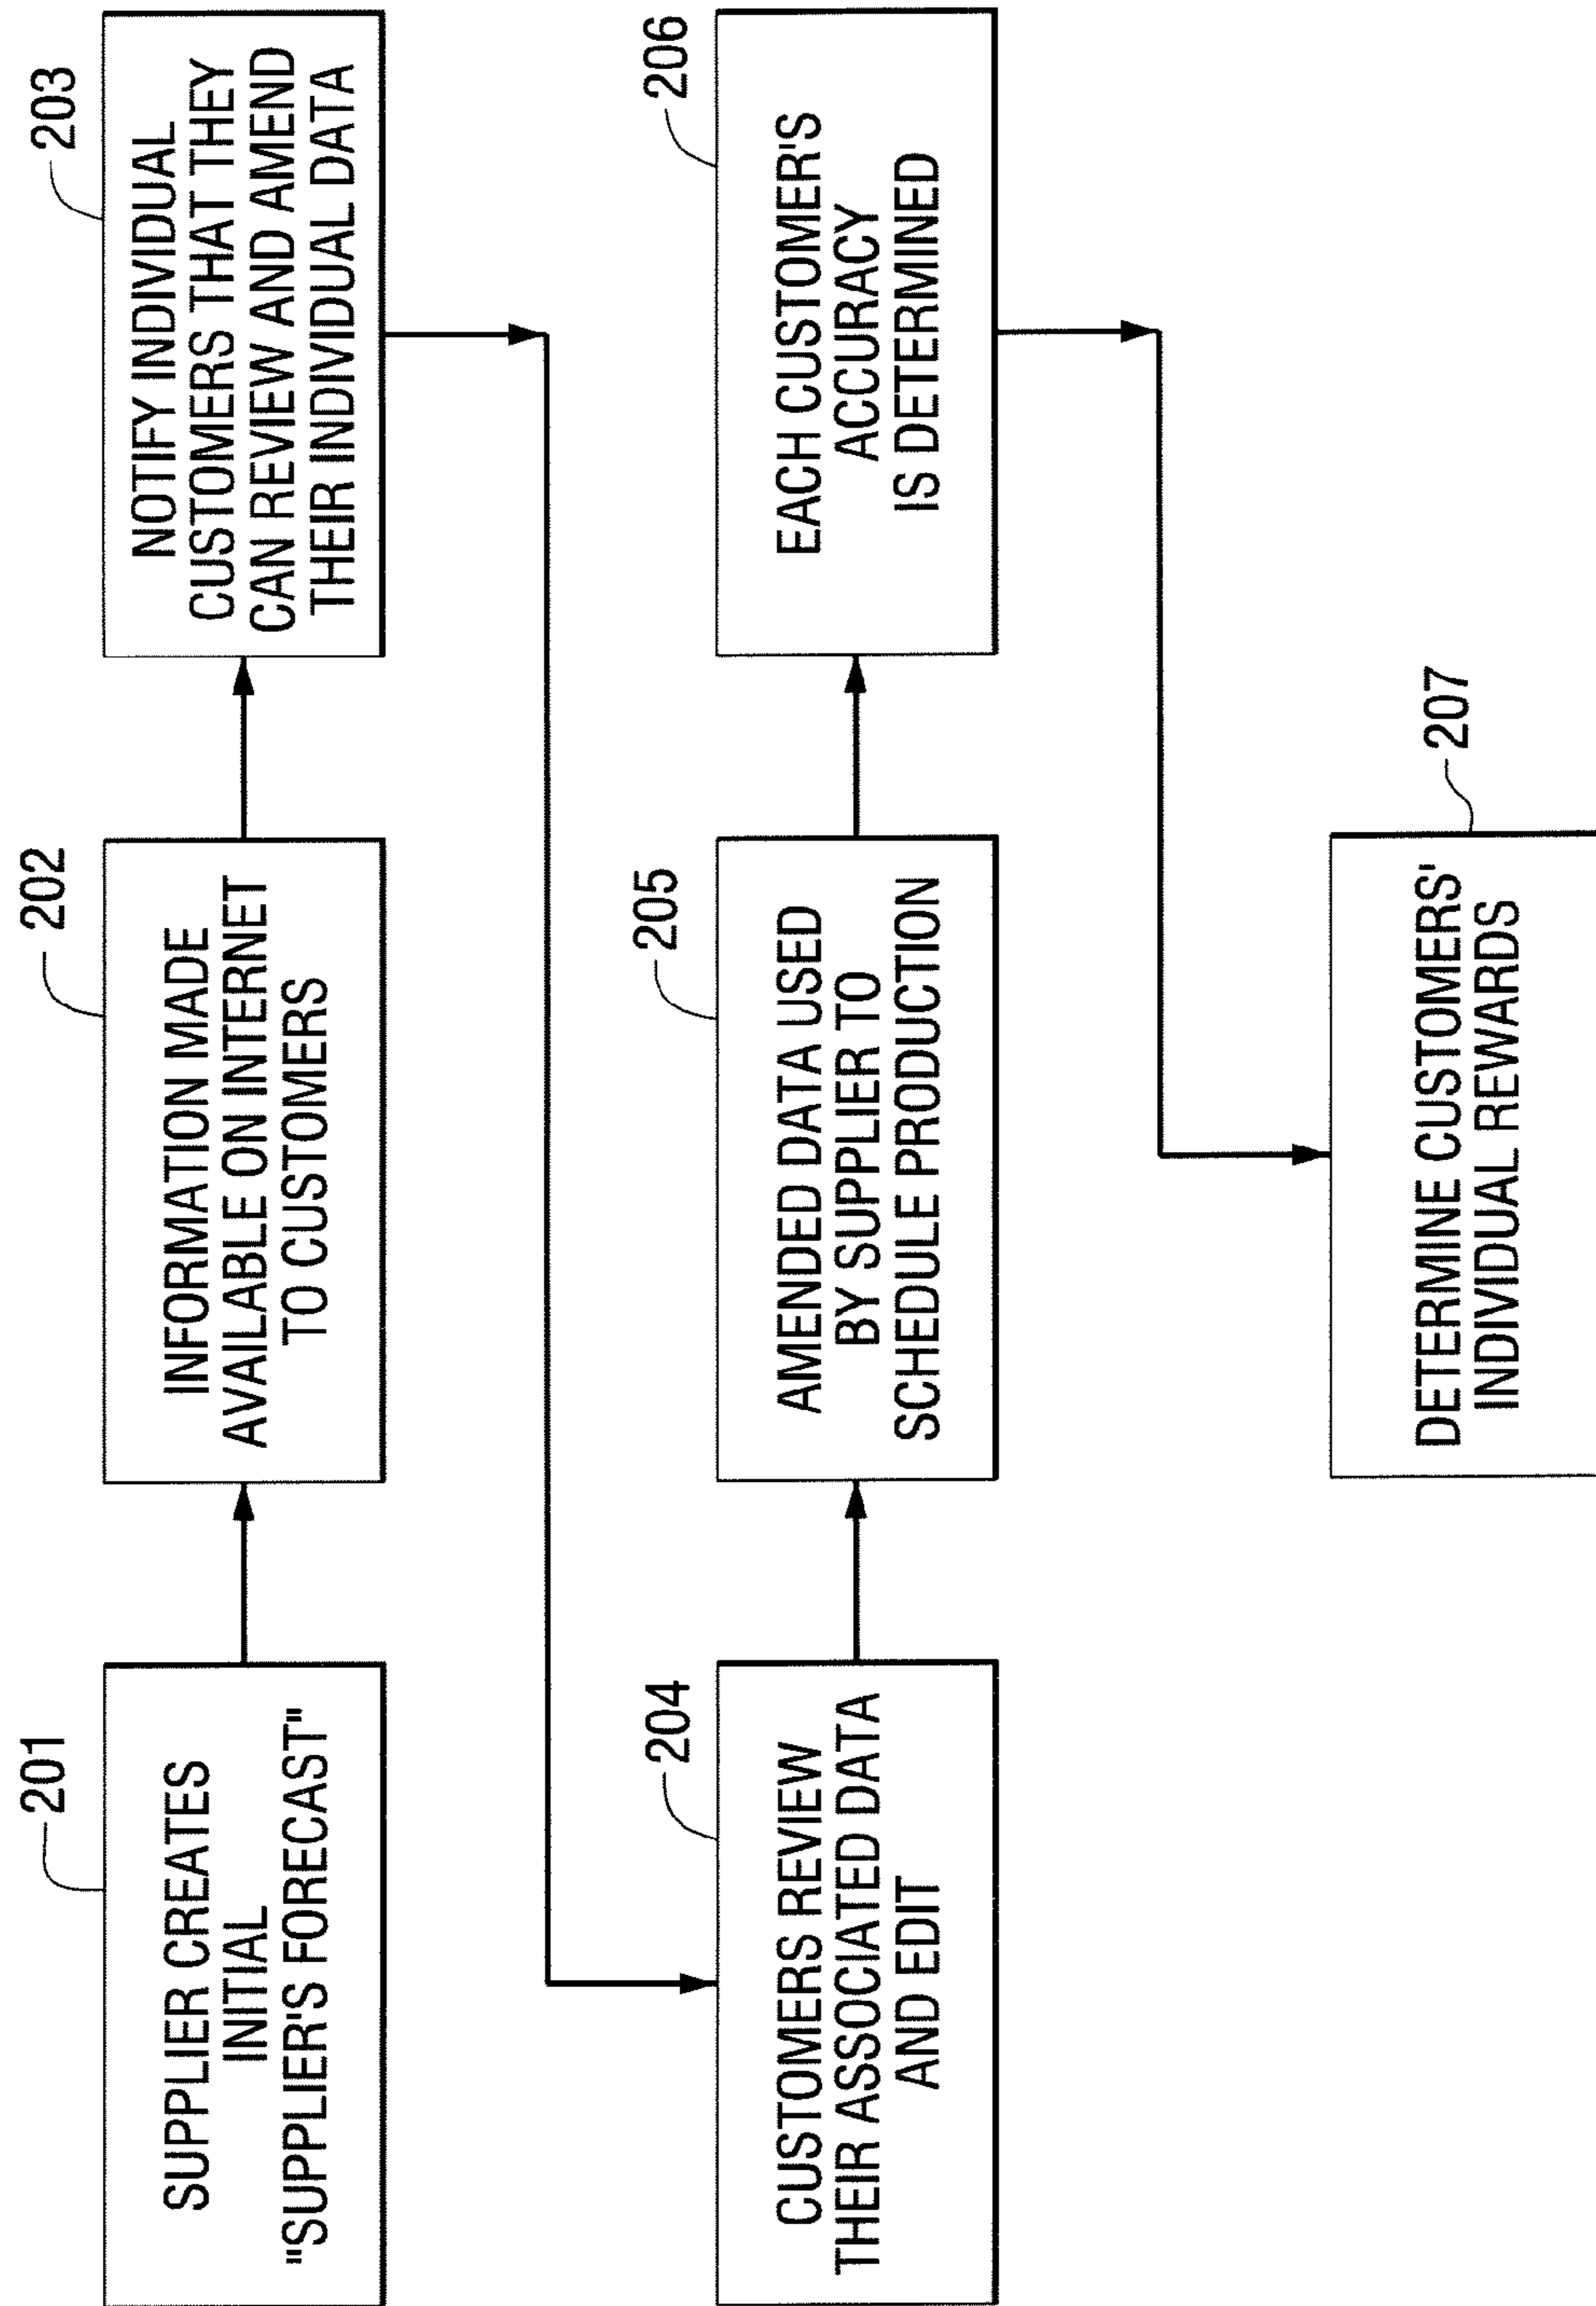 201
SUPPLIER CREATES
INITIAL
"SUPPLIER'S FORECAST"
202
INFORMATION MADE
AVAILABLE ON INTERNET
TO CUSTOMERS
203
NOTIFY INDIVIDUAL
CUSTOMERS THAT THEY
CAN REVIEW AND AMEND
THEIR INDIVIDUAL DATA
204
CUSTOMERS REVIEW
THEIR ASSOCIATED DATA
AND EDIT
205
AMENDED DATA USED
BY SUPPLIER TO
SCHEDULE PRODUCTION
206
EACH CUSTOMER'S
ACCURACY
IS DETERMINED
207
DETERMINE CUSTOMERS'
INDIVIDUAL REWARDS